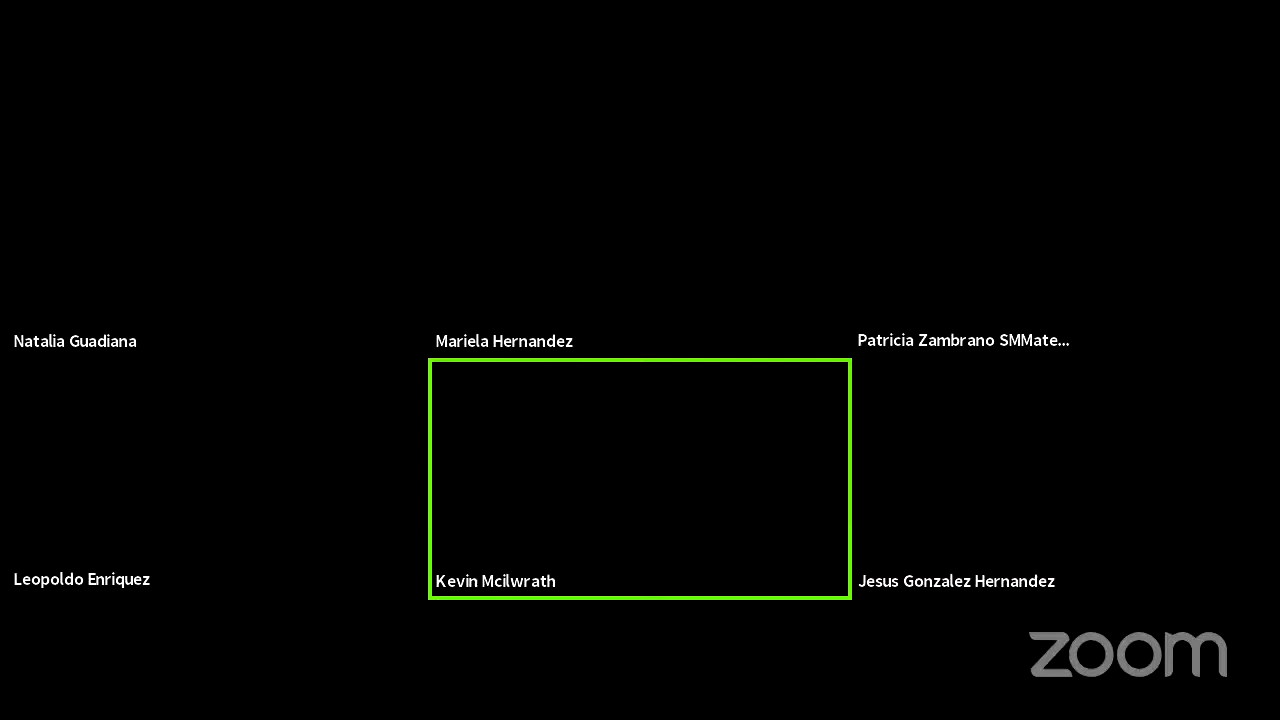 Natalia Guadiana
Mariela Hernandez
Patricia Zambrano SMMate...
Leopoldo Enriquez
Kevin Mcilwrath
Jesus Gonzalez Hernandez
zoom